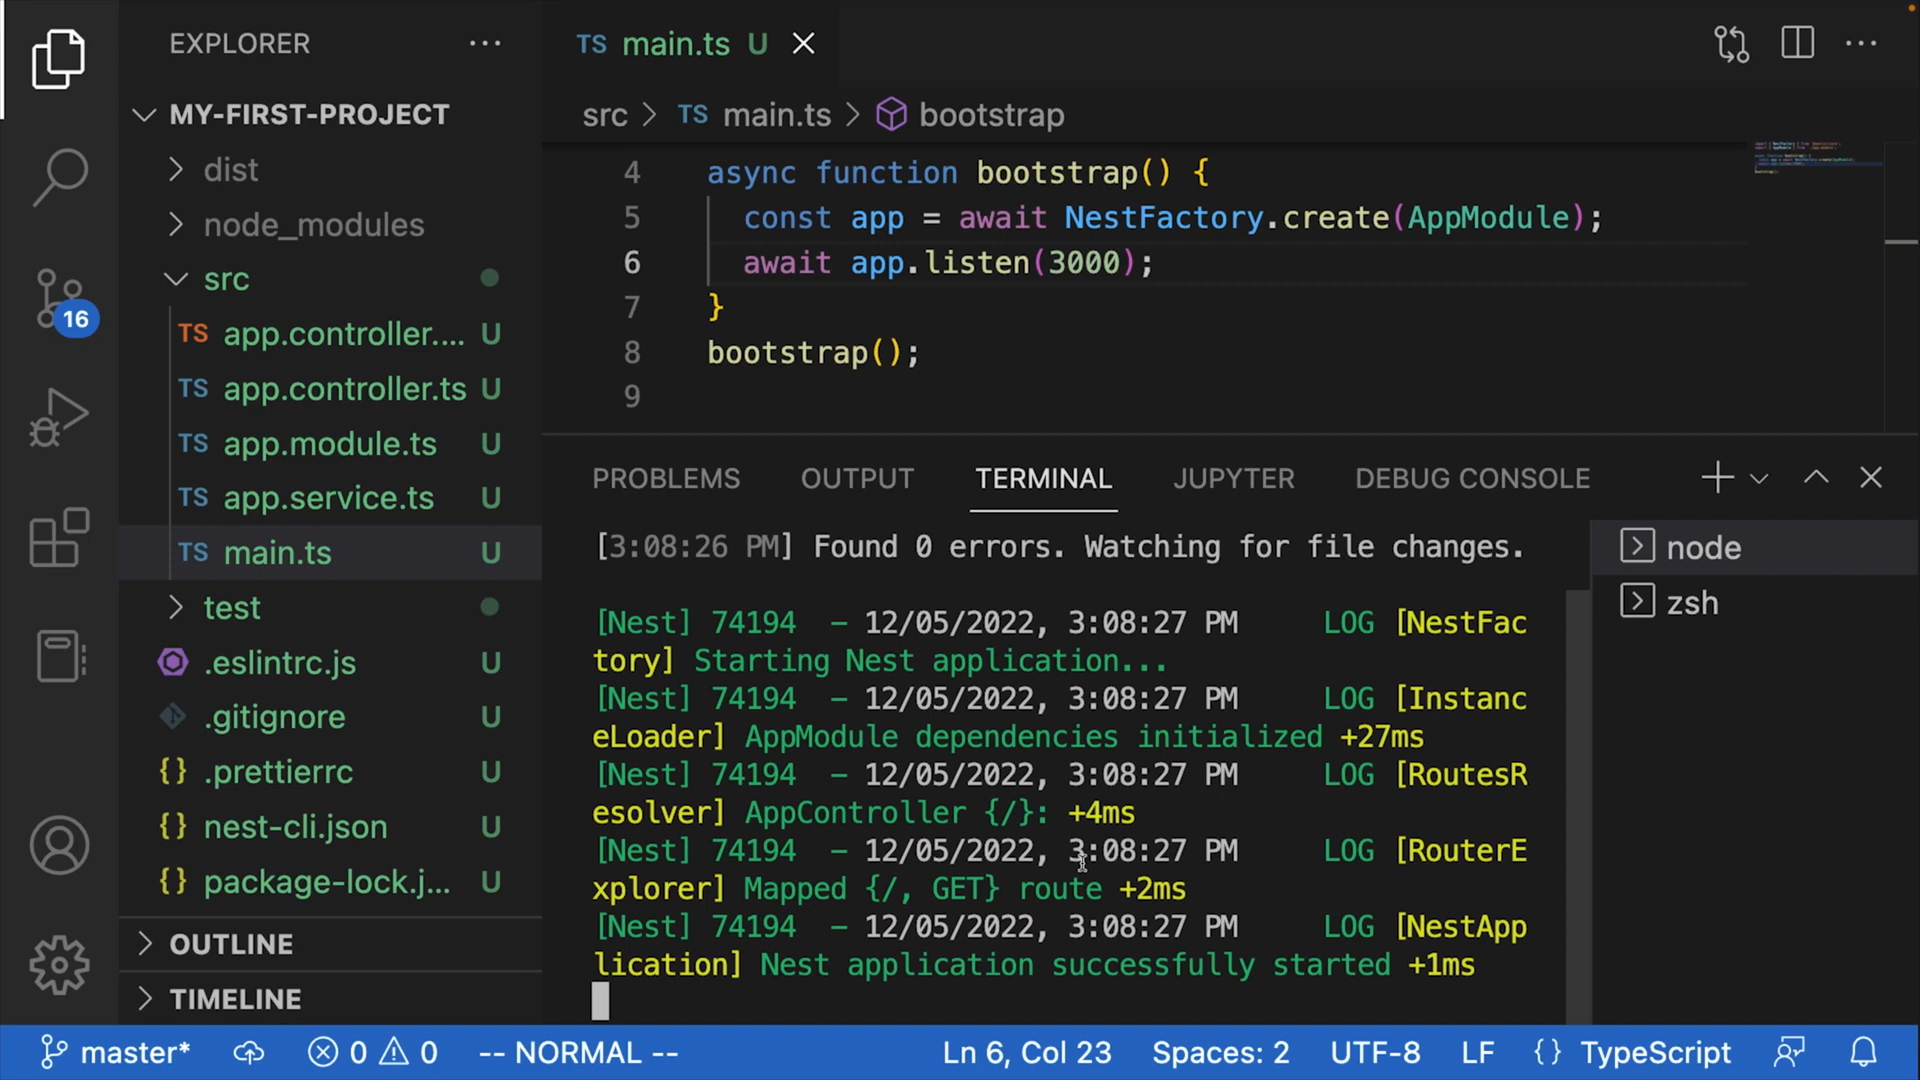 EXPLORER
MY-FIRST-PROJECT
dist
node_modules
src
TS app.controller.... U
TS app.controller.ts U
TS app.module.ts U
TS app.service.ts U
TS main.ts U
test
.eslintrc.js U
.gitignore U
{} .prettierrc U
{} nest-cli.json U
{} package-lock.j... U
OUTLINE
TIMELINE
16
TS main.ts U
src > TS main.ts > bootstrap
4 async function bootstrap() {
5 const app = await NestFactory.create(AppModule);
6 await app.listen(3000);
7 }
8 bootstrap();
9
PROBLEMS OUTPUT TERMINAL JUPYTER DEBUG CONSOLE
[3:08:26 PM] Found 0 errors. Watching for file changes.
[Nest] 74194 - 12/05/2022, 3:08:27 PM LOG [NestFac
tory] Starting Nest application...
[Nest] 74194 - 12/05/2022, 3:08:27 PM LOG [Instanc
eLoader] AppModule dependencies initialized +27ms
[Nest] 74194 - 12/05/2022, 3:08:27 PM LOG [RoutesR
esolver] AppController {/}: +4ms
[Nest] 74194 - 12/05/2022, 3:08:27 PM LOG [RouterE
xplorer] Mapped {/, GET} route +2ms
[Nest] 74194 - 12/05/2022, 3:08:27 PM LOG [NestApp
lication] Nest application successfully started +1ms
node
zsh
master* 0 0 -- NORMAL -- Ln 6, Col 23 Spaces: 2 UTF-8 LF {} TypeScript